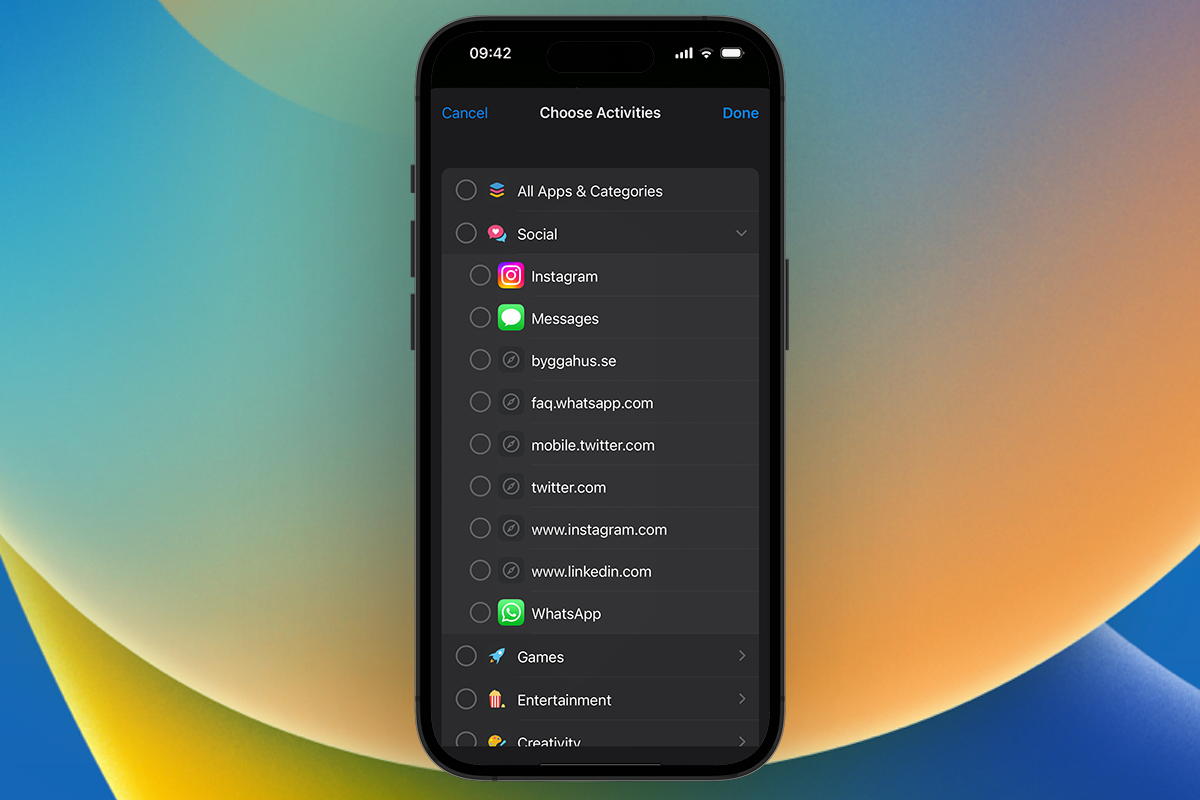 09:42
Cancel Choose Activities Done
All Apps & Categories
Social
Instagram
Messages
byggahus.se
faq.whatsapp.com
mobile.twitter.com
twitter.com
www.instagram.com
www.linkedin.com
WhatsApp
Games
Entertainment
Creativity